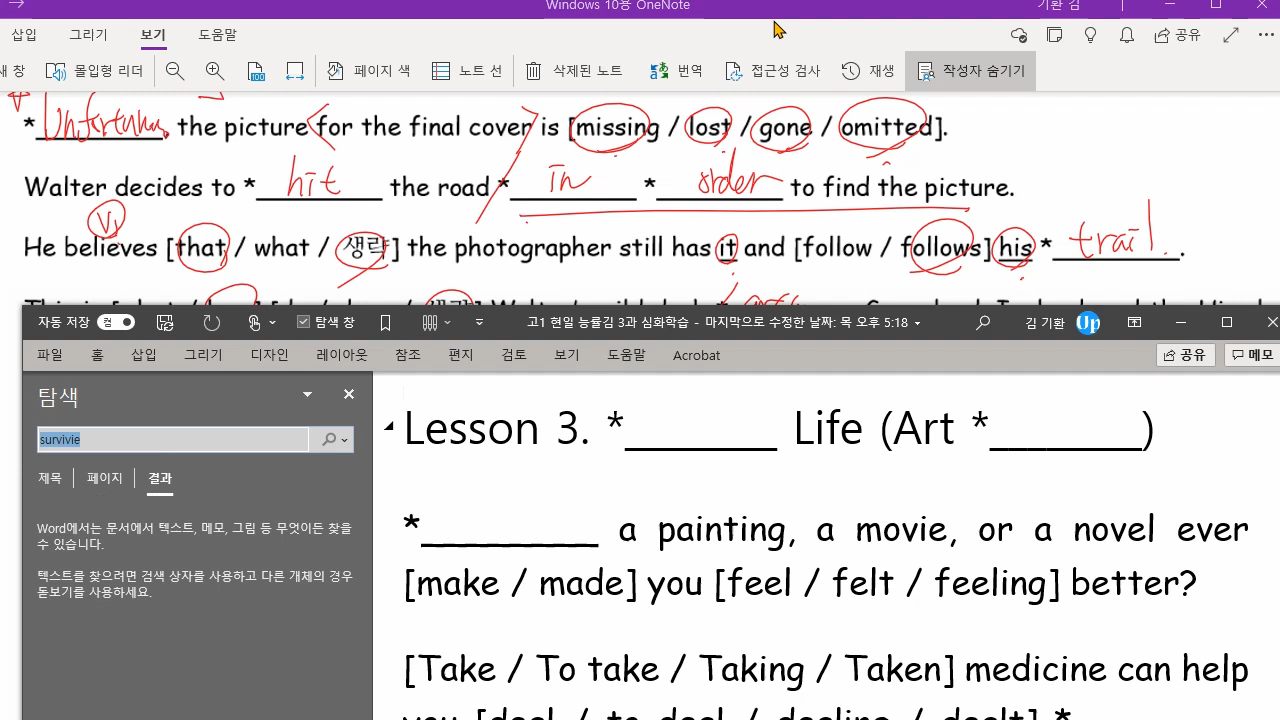 Windows 10용 OneNote 기환 김
삽입 그리기 보기 도움말 공유
새 창 몰입형 리더 페이지 색 노트 선 삭제된 노트 번역 접근성 검사 재생 작성자 숨기기
*________ the picture for the final cover is [missing / lost / gone / omitted].
Walter decides to *hit the road *in *order to find the picture.
V
He believes [that / what / 생략] the photographer still has it and [follow / follows] his *trail.
자동 저장 컴 탐색 창 고1 현일 능률김 3과 심화학습 - 마지막으로 수정한 날짜: 목 오후 5:18 김 기환 Up
파일 홈 삽입 그리기 디자인 레이아웃 참조 편지 검토 보기 도움말 Acrobat 공유 메모
탐색
survivie
제목 페이지 결과
Word에서는 문서에서 텍스트, 메모, 그림 등 무엇이든 찾을
수 있습니다.
텍스트를 찾으려면 검색 상자를 사용하고 다른 개체의 경우
돋보기를 사용하세요.
Lesson 3. *_______ Life (Art *_______)
*________ a painting, a movie, or a novel ever
[make / made] you [feel / felt / feeling] better?
[Take / To take / Taking / Taken] medicine can help
you [deal / to deal / dealing / dealt] *